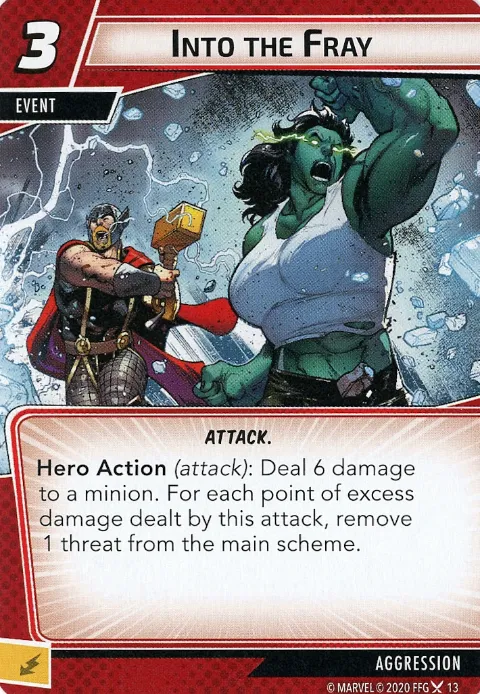 3
INTO THE FRAY
EVENT
ATTACK.
Hero Action (attack): Deal 6 damage
to a minion. For each point of excess
damage dealt by this attack, remove
1 threat from the main scheme.
AGGRESSION
© MARVEL © 2020 FFG 13